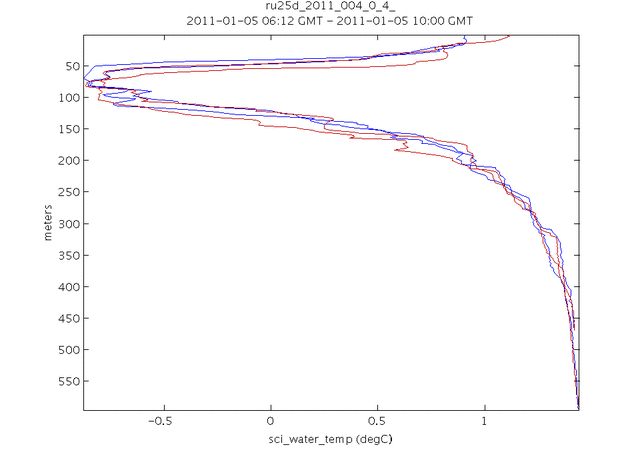 ru25d_2011_004_0_4_
2011-01-05 06:12 GMT - 2011-01-05 10:00 GMT
50
100
150
200
250
300
350
400
450
500
550
meters
-0.5 0 0.5 1
sci_water_temp (degC)